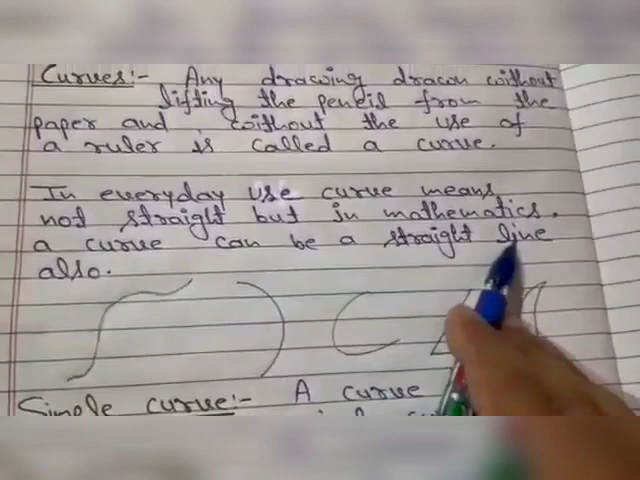 Curves:- Any drawing drawn without
lifting the pencil from the
paper and without the use of
a ruler is called a curve.
In everyday use curve means
not straight but in mathematics.
a curve can be a straight line
also.
Simple curve:- A curve